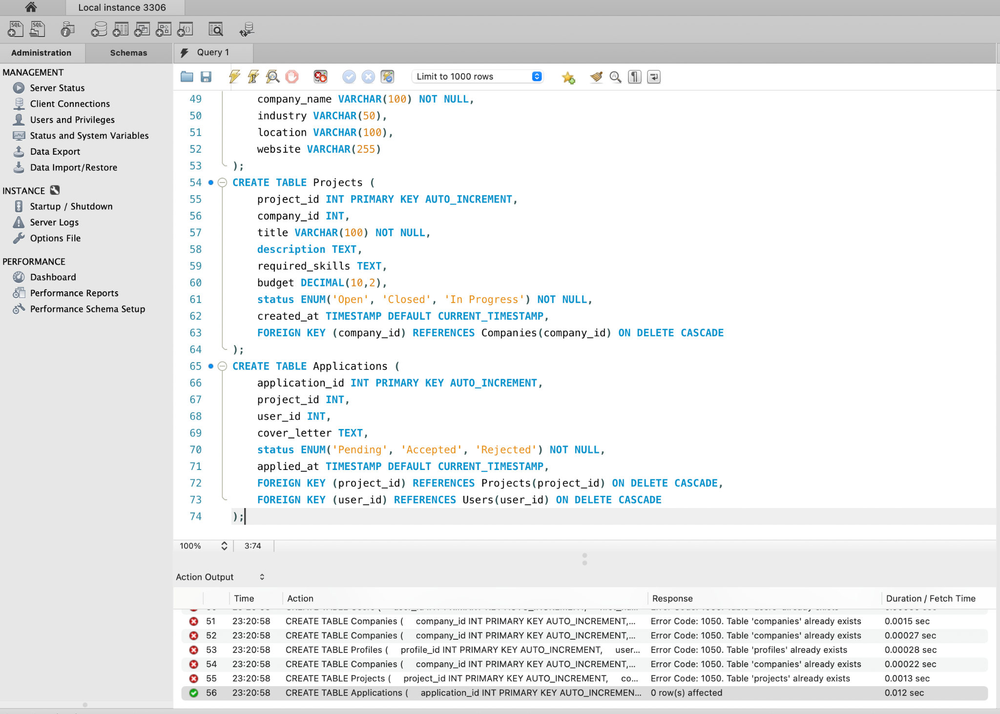 Local instance 3306
SQL
SQL
Administration
Schemas
Query 1
MANAGEMENT
Server Status
Client Connections
Users and Privileges
Status and System Variables
Data Export
Data Import/Restore
INSTANCE
Startup / Shutdown
Server Logs
Options File
PERFORMANCE
Dashboard
Performance Reports
Performance Schema Setup
Limit to 1000 rows
49 company_name VARCHAR(100) NOT NULL,
50 industry VARCHAR(50),
51 location VARCHAR(100),
52 website VARCHAR(255)
53 );
54 CREATE TABLE Projects (
55 project_id INT PRIMARY KEY AUTO_INCREMENT,
56 company_id INT,
57 title VARCHAR(100) NOT NULL,
58 description TEXT,
59 required_skills TEXT,
60 budget DECIMAL(10,2),
61 status ENUM('Open', 'Closed', 'In Progress') NOT NULL,
62 created_at TIMESTAMP DEFAULT CURRENT_TIMESTAMP,
63 FOREIGN KEY (company_id) REFERENCES Companies(company_id) ON DELETE CASCADE
64 );
65 CREATE TABLE Applications (
66 application_id INT PRIMARY KEY AUTO_INCREMENT,
67 project_id INT,
68 user_id INT,
69 cover_letter TEXT,
70 status ENUM('Pending', 'Accepted', 'Rejected') NOT NULL,
71 applied_at TIMESTAMP DEFAULT CURRENT_TIMESTAMP,
72 FOREIGN KEY (project_id) REFERENCES Projects(project_id) ON DELETE CASCADE,
73 FOREIGN KEY (user_id) REFERENCES Users(user_id) ON DELETE CASCADE
74 );
100% 3:74
Action Output
Time Action Response Duration / Fetch Time
51 23:20:58 CREATE TABLE Companies ( company_id INT PRIMARY KEY AUTO_INCREMENT,... Error Code: 1050. Table 'companies' already exists 0.0015 sec
52 23:20:58 CREATE TABLE Companies ( company_id INT PRIMARY KEY AUTO_INCREMENT,... Error Code: 1050. Table 'companies' already exists 0.00027 sec
53 23:20:58 CREATE TABLE Profiles ( profile_id INT PRIMARY KEY AUTO_INCREMENT, user... Error Code: 1050. Table 'profiles' already exists 0.00028 sec
54 23:20:58 CREATE TABLE Companies ( company_id INT PRIMARY KEY AUTO_INCREMENT,... Error Code: 1050. Table 'companies' already exists 0.00022 sec
55 23:20:58 CREATE TABLE Projects ( project_id INT PRIMARY KEY AUTO_INCREMENT, co... Error Code: 1050. Table 'projects' already exists 0.0013 sec
56 23:20:58 CREATE TABLE Applications ( application_id INT PRIMARY KEY AUTO_INCREMEN... 0 row(s) affected 0.012 sec